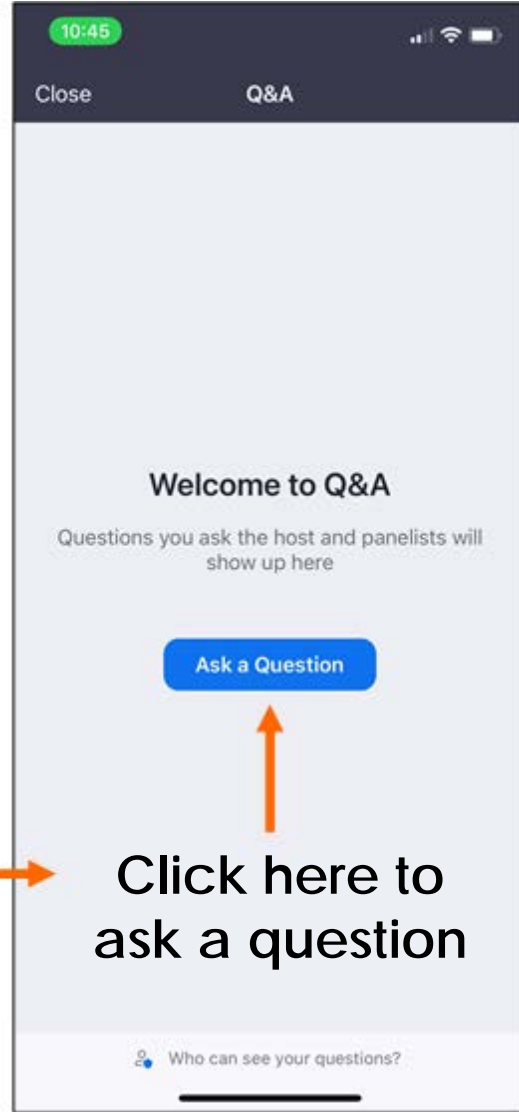 10:45
Close Q&A
Welcome to Q&A
Questions you ask the host and panelists will
show up here
Ask a Question
Click here to
ask a question
Who can see your questions?